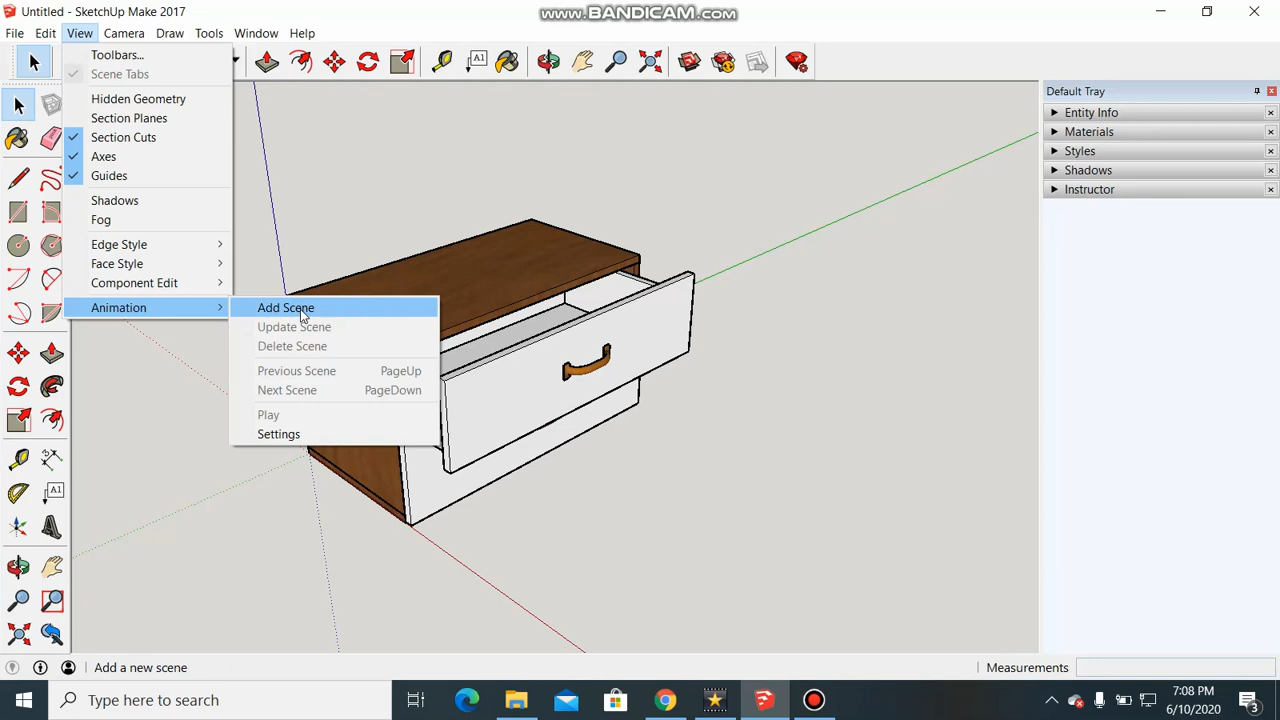 Untitled - SketchUp Make 2017
www.BANDICAM.com
File Edit View Camera Draw Tools Window Help
Toolbars...
Scene Tabs
Hidden Geometry
Section Planes
Section Cuts
Axes
Guides
Shadows
Fog
Edge Style
Face Style
Component Edit
Animation
Add Scene
Update Scene
Delete Scene
Previous Scene PageUp
Next Scene PageDown
Play
Settings
A1
A1
Default Tray
Entity Info
Materials
Styles
Shadows
Instructor
Add a new scene
Measurements
Type here to search
7:08 PM
6/10/2020
3